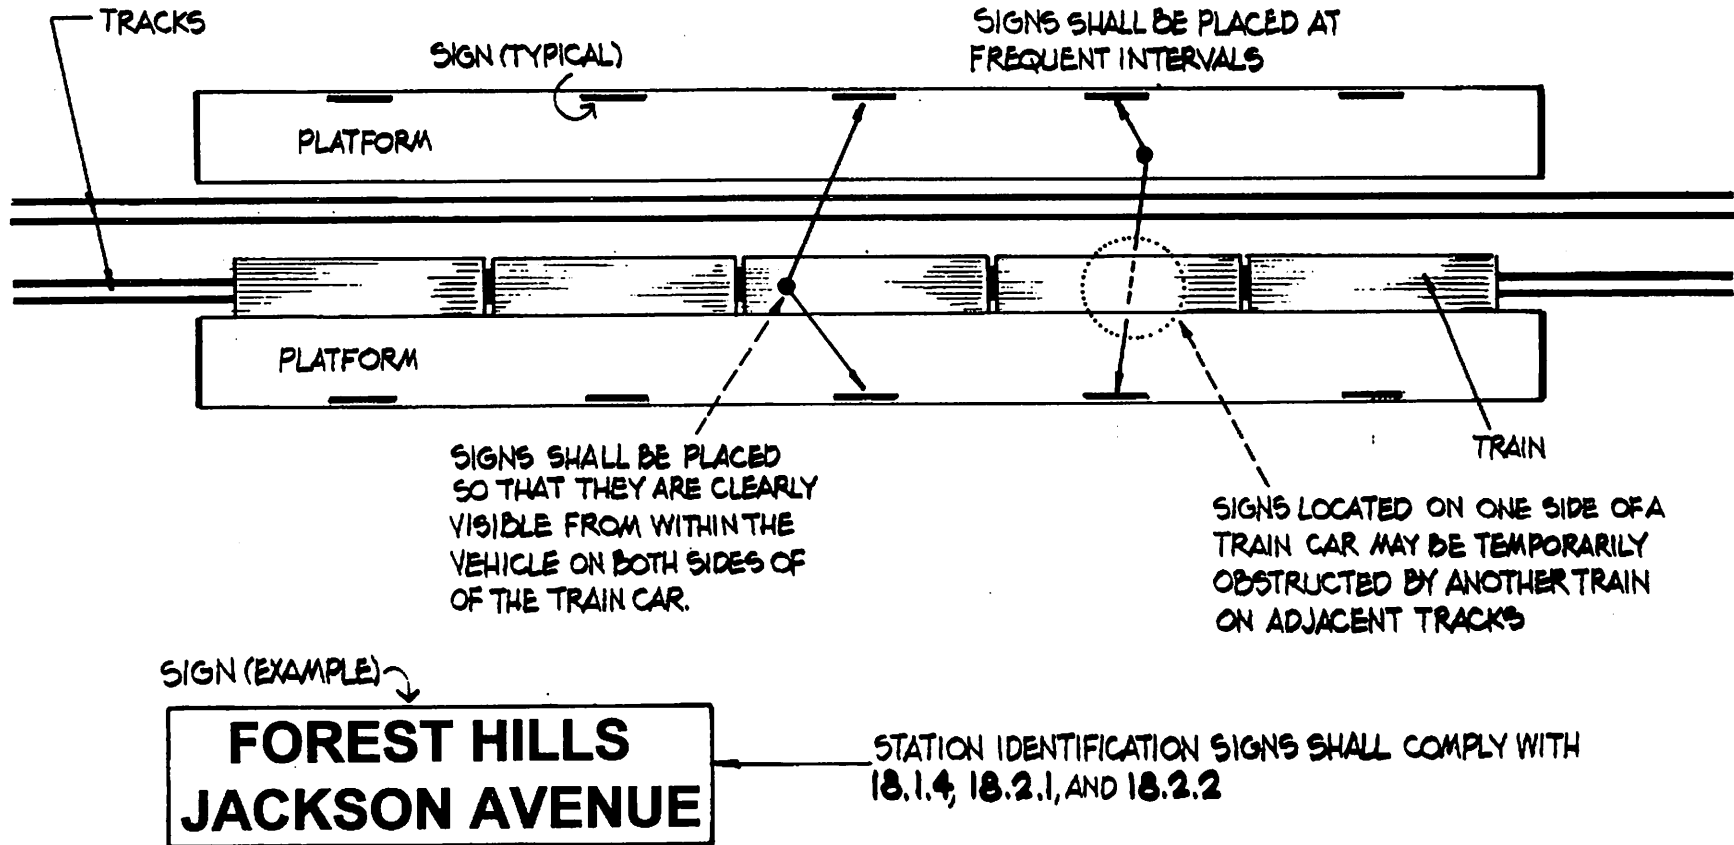 TRACKS
SIGN (TYPICAL)
SIGNS SHALL BE PLACED AT
FREQUENT INTERVALS
PLATFORM
PLATFORM
TRAIN
SIGNS SHALL BE PLACED
SO THAT THEY ARE CLEARLY
VISIBLE FROM WITHIN THE
VEHICLE ON BOTH SIDES OF
OF THE TRAIN CAR.
SIGNS LOCATED ON ONE SIDE OF A
TRAIN CAR MAY BE TEMPORARILY
OBSTRUCTED BY ANOTHER TRAIN
ON ADJACENT TRACKS
SIGN (EXAMPLE)
FOREST HILLS
JACKSON AVENUE
STATION IDENTIFICATION SIGNS SHALL COMPLY WITH
18.1.4, 18.2.1, AND 18.2.2